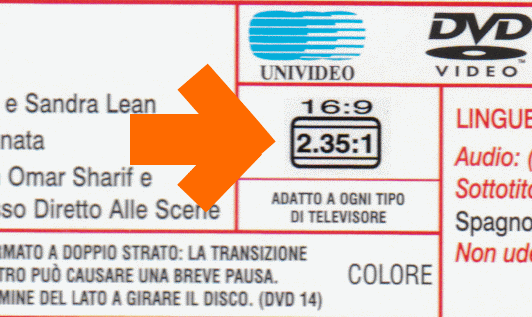 UNIVIDEO
DVD
VIDEO
16:9
2.35:1
ADATTO A OGNI TIPO
DI TELEVISORE
e Sandra Lean
nata
Omar Sharif e
sso Diretto Alle Scene
LINGUE
Audio: (
Sottotito
Spagno
Non ude
RMATO A DOPPIO STRATO: LA TRANSIZIONE
TRO PUÒ CAUSARE UNA BREVE PAUSA.
MINE DEL LATO A GIRARE IL DISCO. (DVD 14)
COLORE